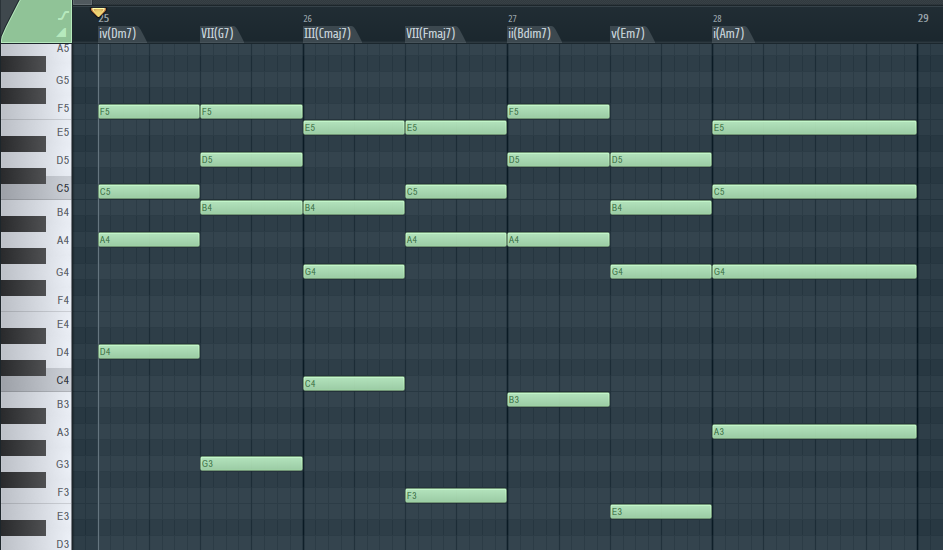 25 26 27 28 29
iv(Dm7) VII(G7) III(Cmaj7) VII(Fmaj7) ii(Bdim7) v(Em7) i(Am7)
A5
G5
F5 F5 F5 F5
E5 E5 E5 E5
D5 D5 D5 D5
C5 C5 C5 C5
B4 B4 B4 B4
A4 A4 A4 A4
G4 G4 G4 G4
F4
E4
D4 D4
C4 C4
B3 B3
A3 A3
G3 G3
F3 F3
E3 E3
D3